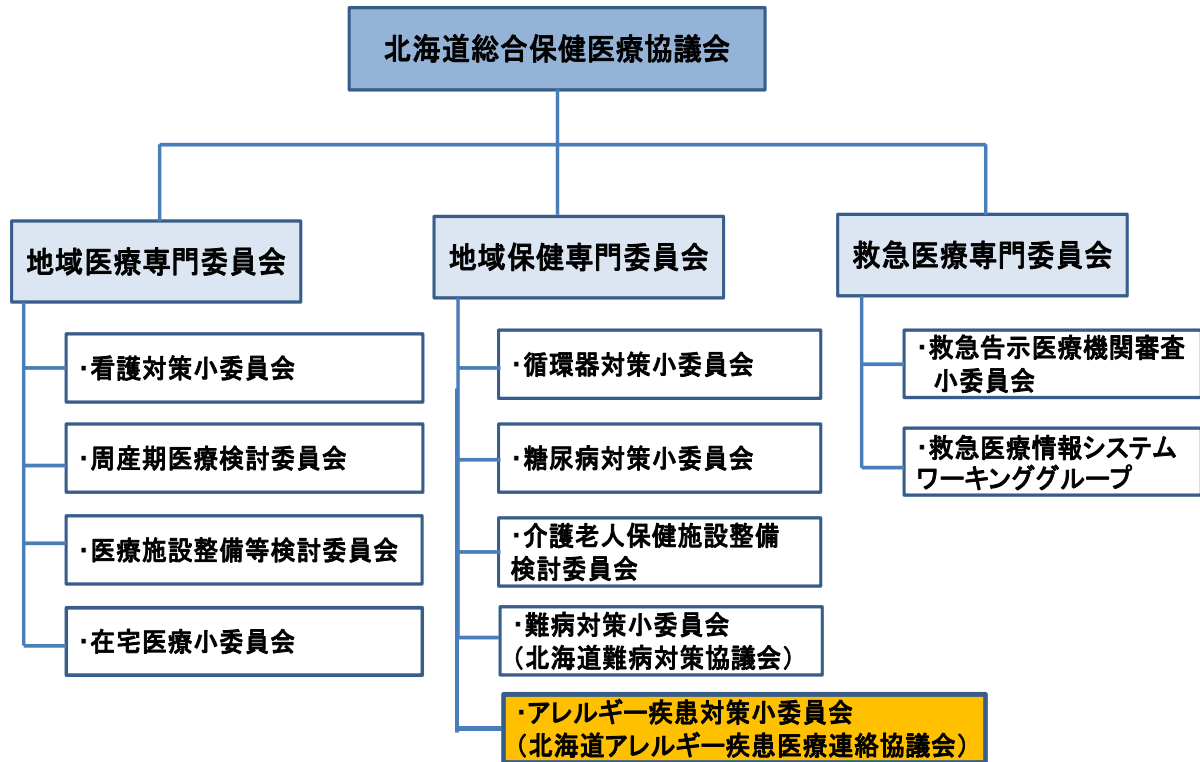 北海道総合保健医療協議会
地域医療専門委員会
・看護対策小委員会
・周産期医療検討委員会
・医療施設整備等検討委員会
・在宅医療小委員会
地域保健専門委員会
・循環器対策小委員会
・糖尿病対策小委員会
・介護老人保健施設整備
検討委員会
・難病対策小委員会
（北海道難病対策協議会）
・アレルギー疾患対策小委員会
（北海道アレルギー疾患医療連絡協議会）
救急医療専門委員会
・救急告示医療機関審査
小委員会
・救急医療情報システム
ワーキンググループ